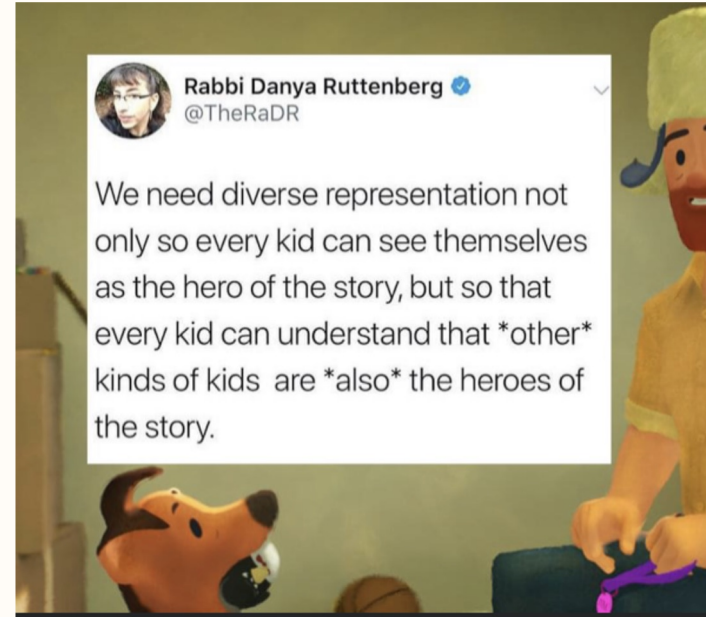 Rabbi Danya Ruttenberg
@TheRaDR
We need diverse representation not
only so every kid can see themselves
as the hero of the story, but so that
every kid can understand that *other*
kinds of kids are *also* the heroes of
the story.